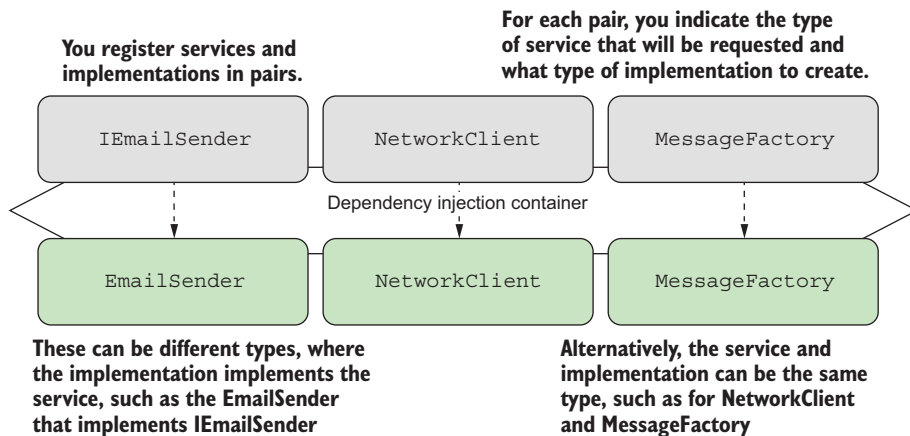 You register services and
implementations in pairs.
For each pair, you indicate the type
of service that will be requested and
what type of implementation to create.
IEmailSender
NetworkClient
MessageFactory
Dependency injection container
EmailSender
NetworkClient
MessageFactory
These can be different types, where
the implementation implements the
service, such as the EmailSender
that implements IEmailSender
Alternatively, the service and
implementation can be the same
type, such as for NetworkClient
and MessageFactory